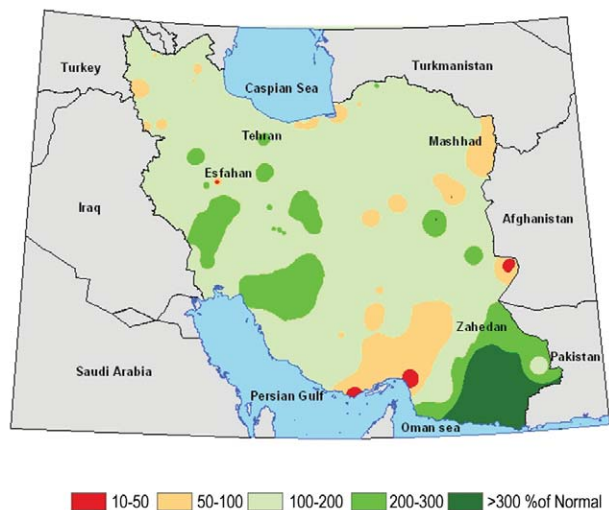 Turkey
Turkmanistan
Caspian Sea
Tehran
Mashhad
Esfahan
Iraq
Afghanistan
Zahedan
Pakistan
Saudi Arabia
Persian Gulf
Oman sea
10-50 50-100 100-200 200-300 >300 %of Normal